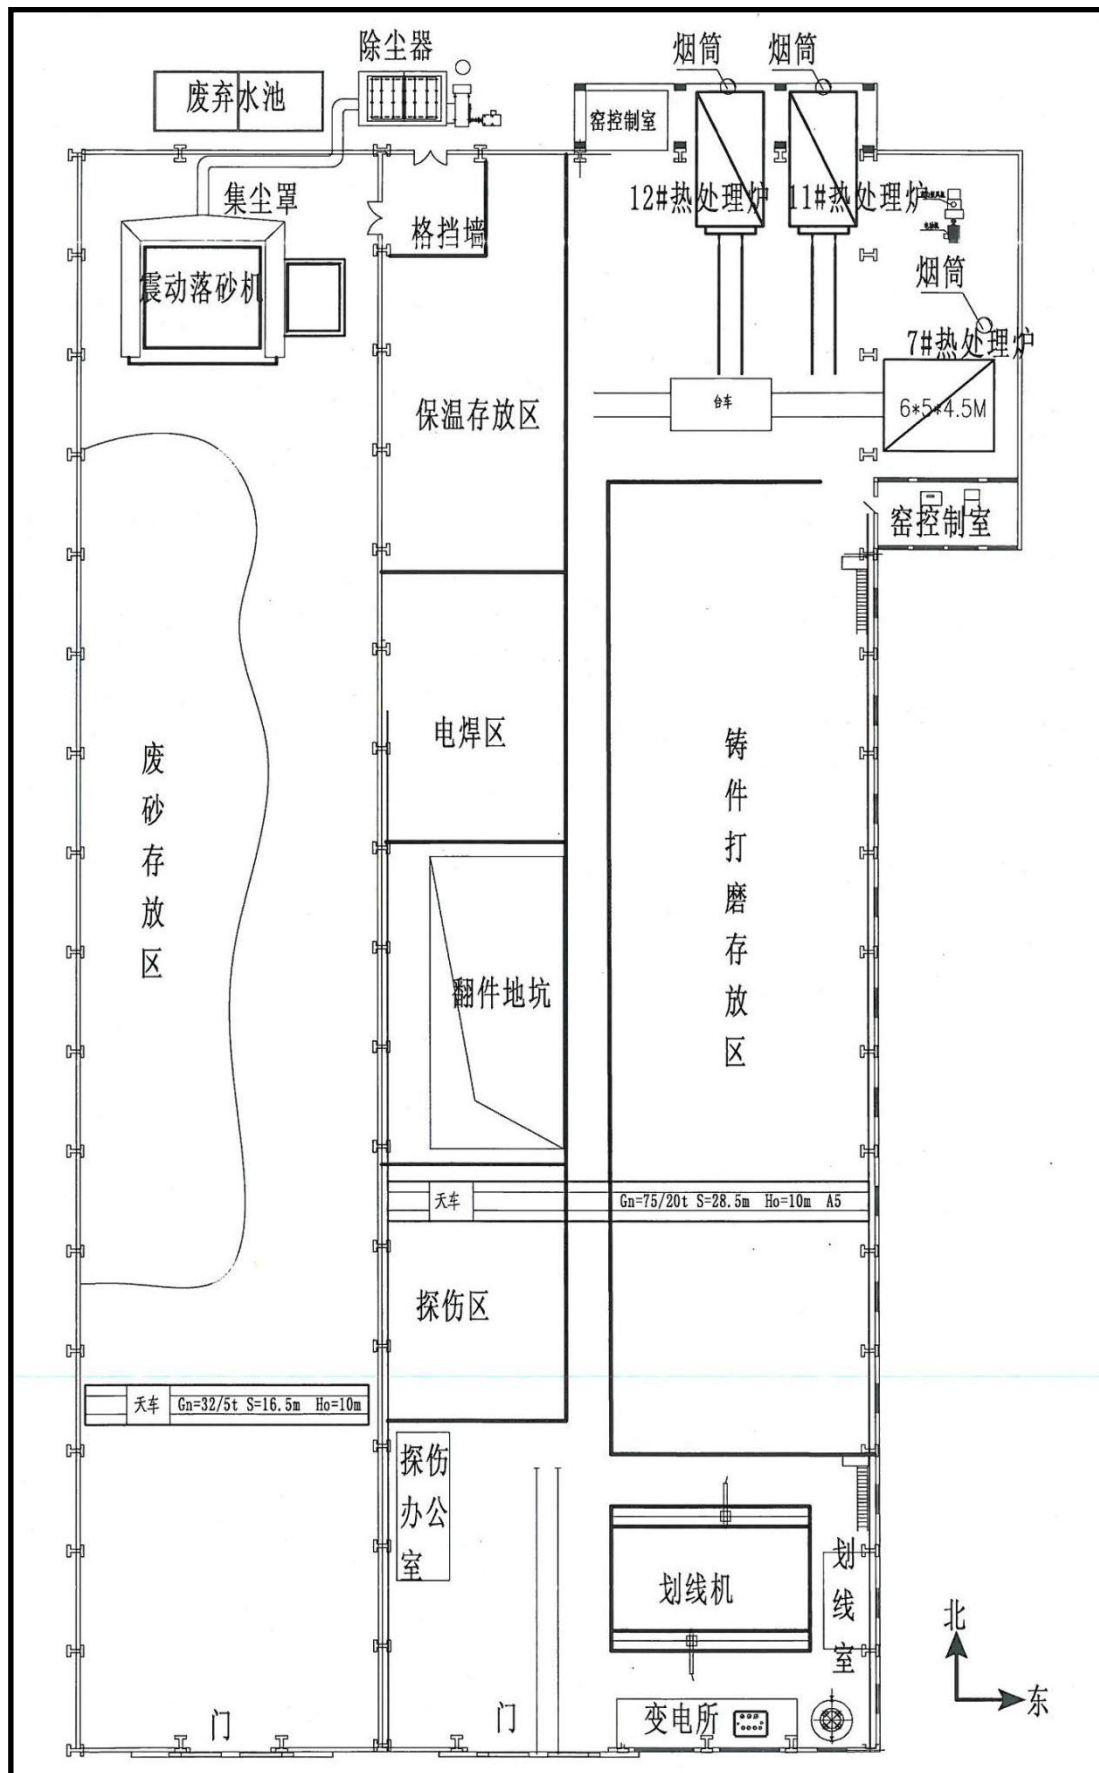 除尘器
烟筒
烟筒
废弃水池
窑控制室
集尘罩
12#热处理炉
11#热处理炉
格挡墙
震动落砂机
烟筒
7#热处理炉
台车
6*5*4.5M
保温存放区
窑控制室
电焊区
废砂存放区
铸件打磨存放区
翻件地坑
天车
Gn=75/20t S=28.5m Ho=10m A5
探伤区
天车
Gn=32/5t S=16.5m Ho=10m
探伤
办公
室
划线机
划线室
北
东
门
门
变电所